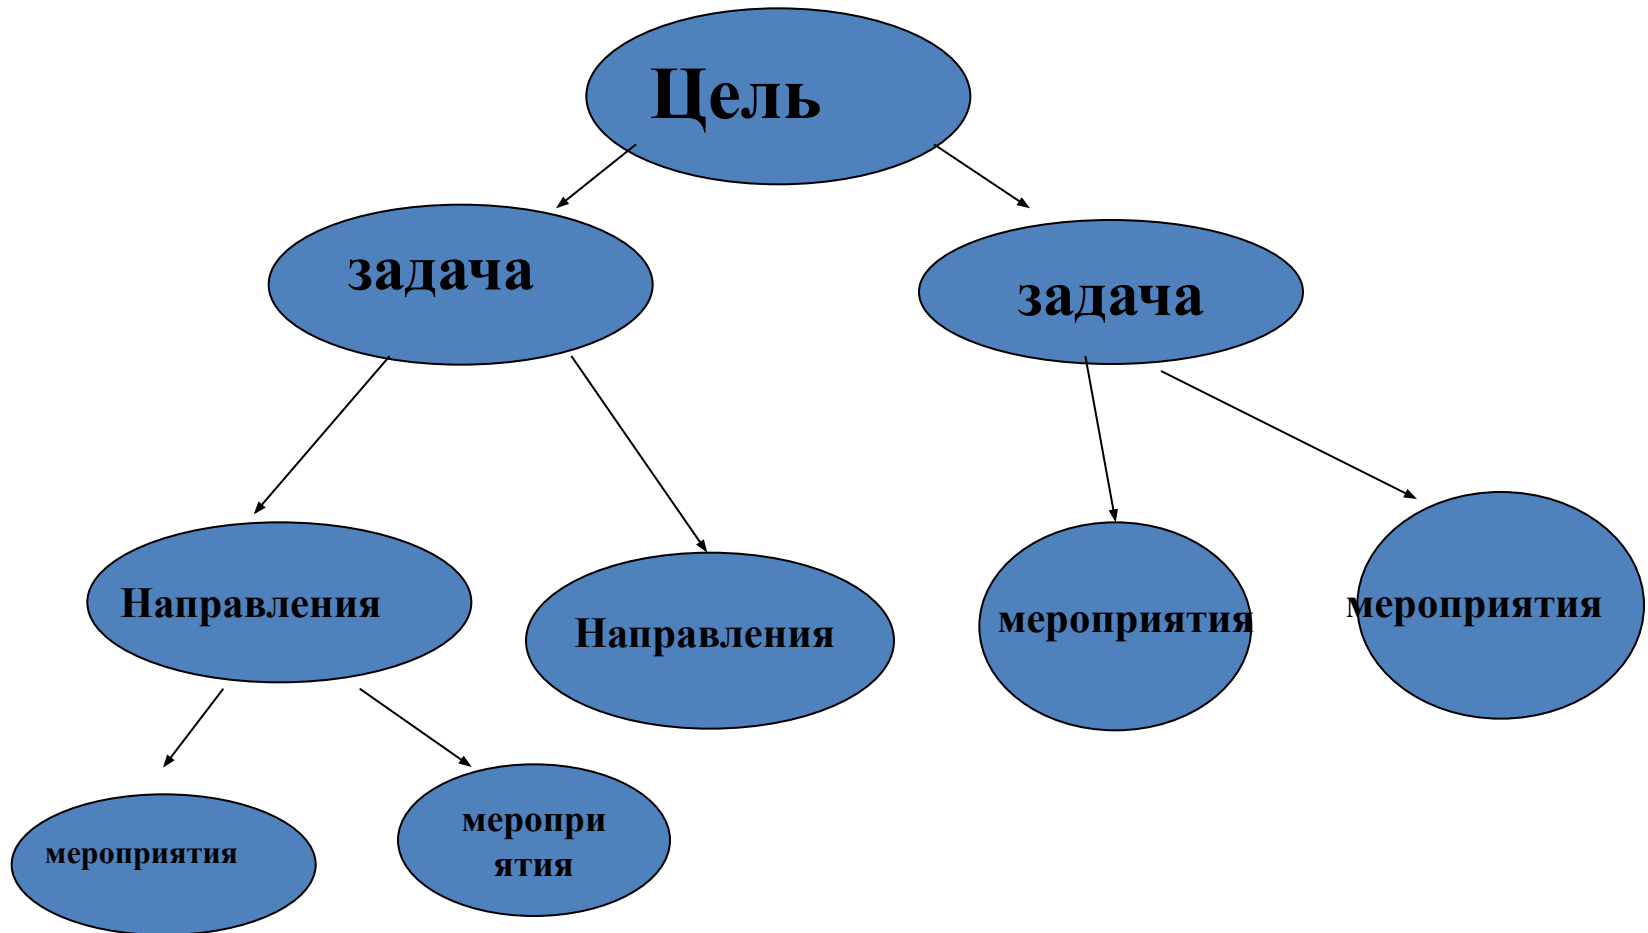 Цель
задача
задача
Направления
Направления
мероприятия
мероприятия
мероприятия
меропри
ятия